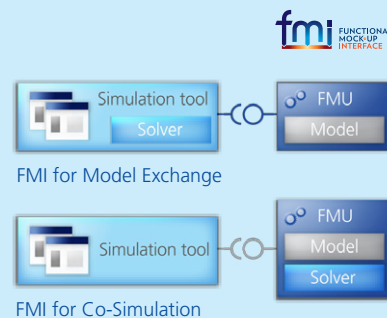 fmi FUNCTIONA
MOCK-UP
INTERFACE
Simulation tool
Solver
FMU
Model
FMI for Model Exchange
Simulation tool
FMU
Model
Solver
FMI for Co-Simulation